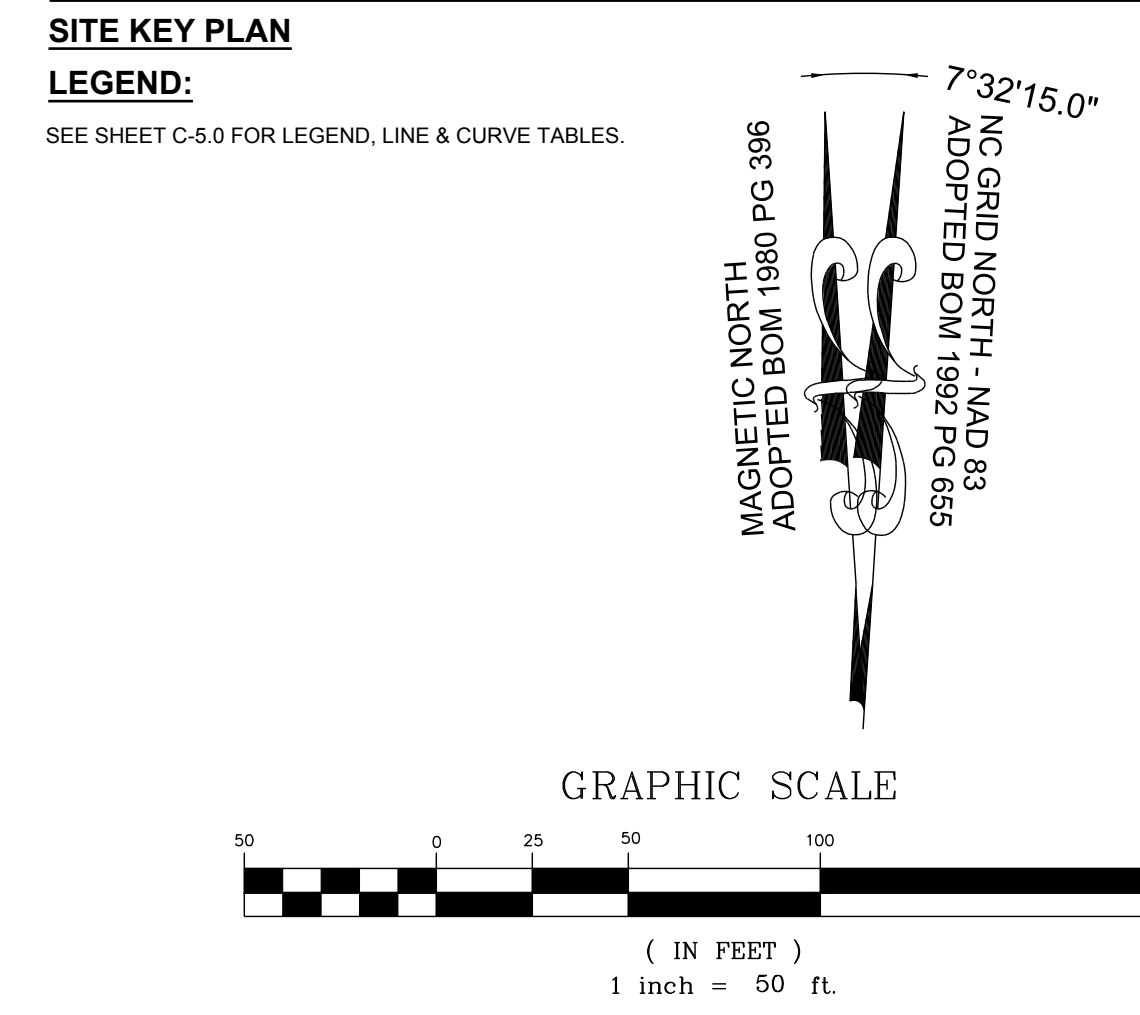 SITE KEY PLAN
LEGEND:
SEE SHEET C-5.0 FOR LEGEND, LINE & CURVE TABLES.
7°32'15.0"
MAGNETIC NORTH
ADOPTED BOM 1980 PG 396
NC GRID NORTH - NAD 83
ADOPTED BOM 1992 PG 655
GRAPHIC SCALE
50 0 25 50 100
( IN FEET )
1 inch = 50 ft.